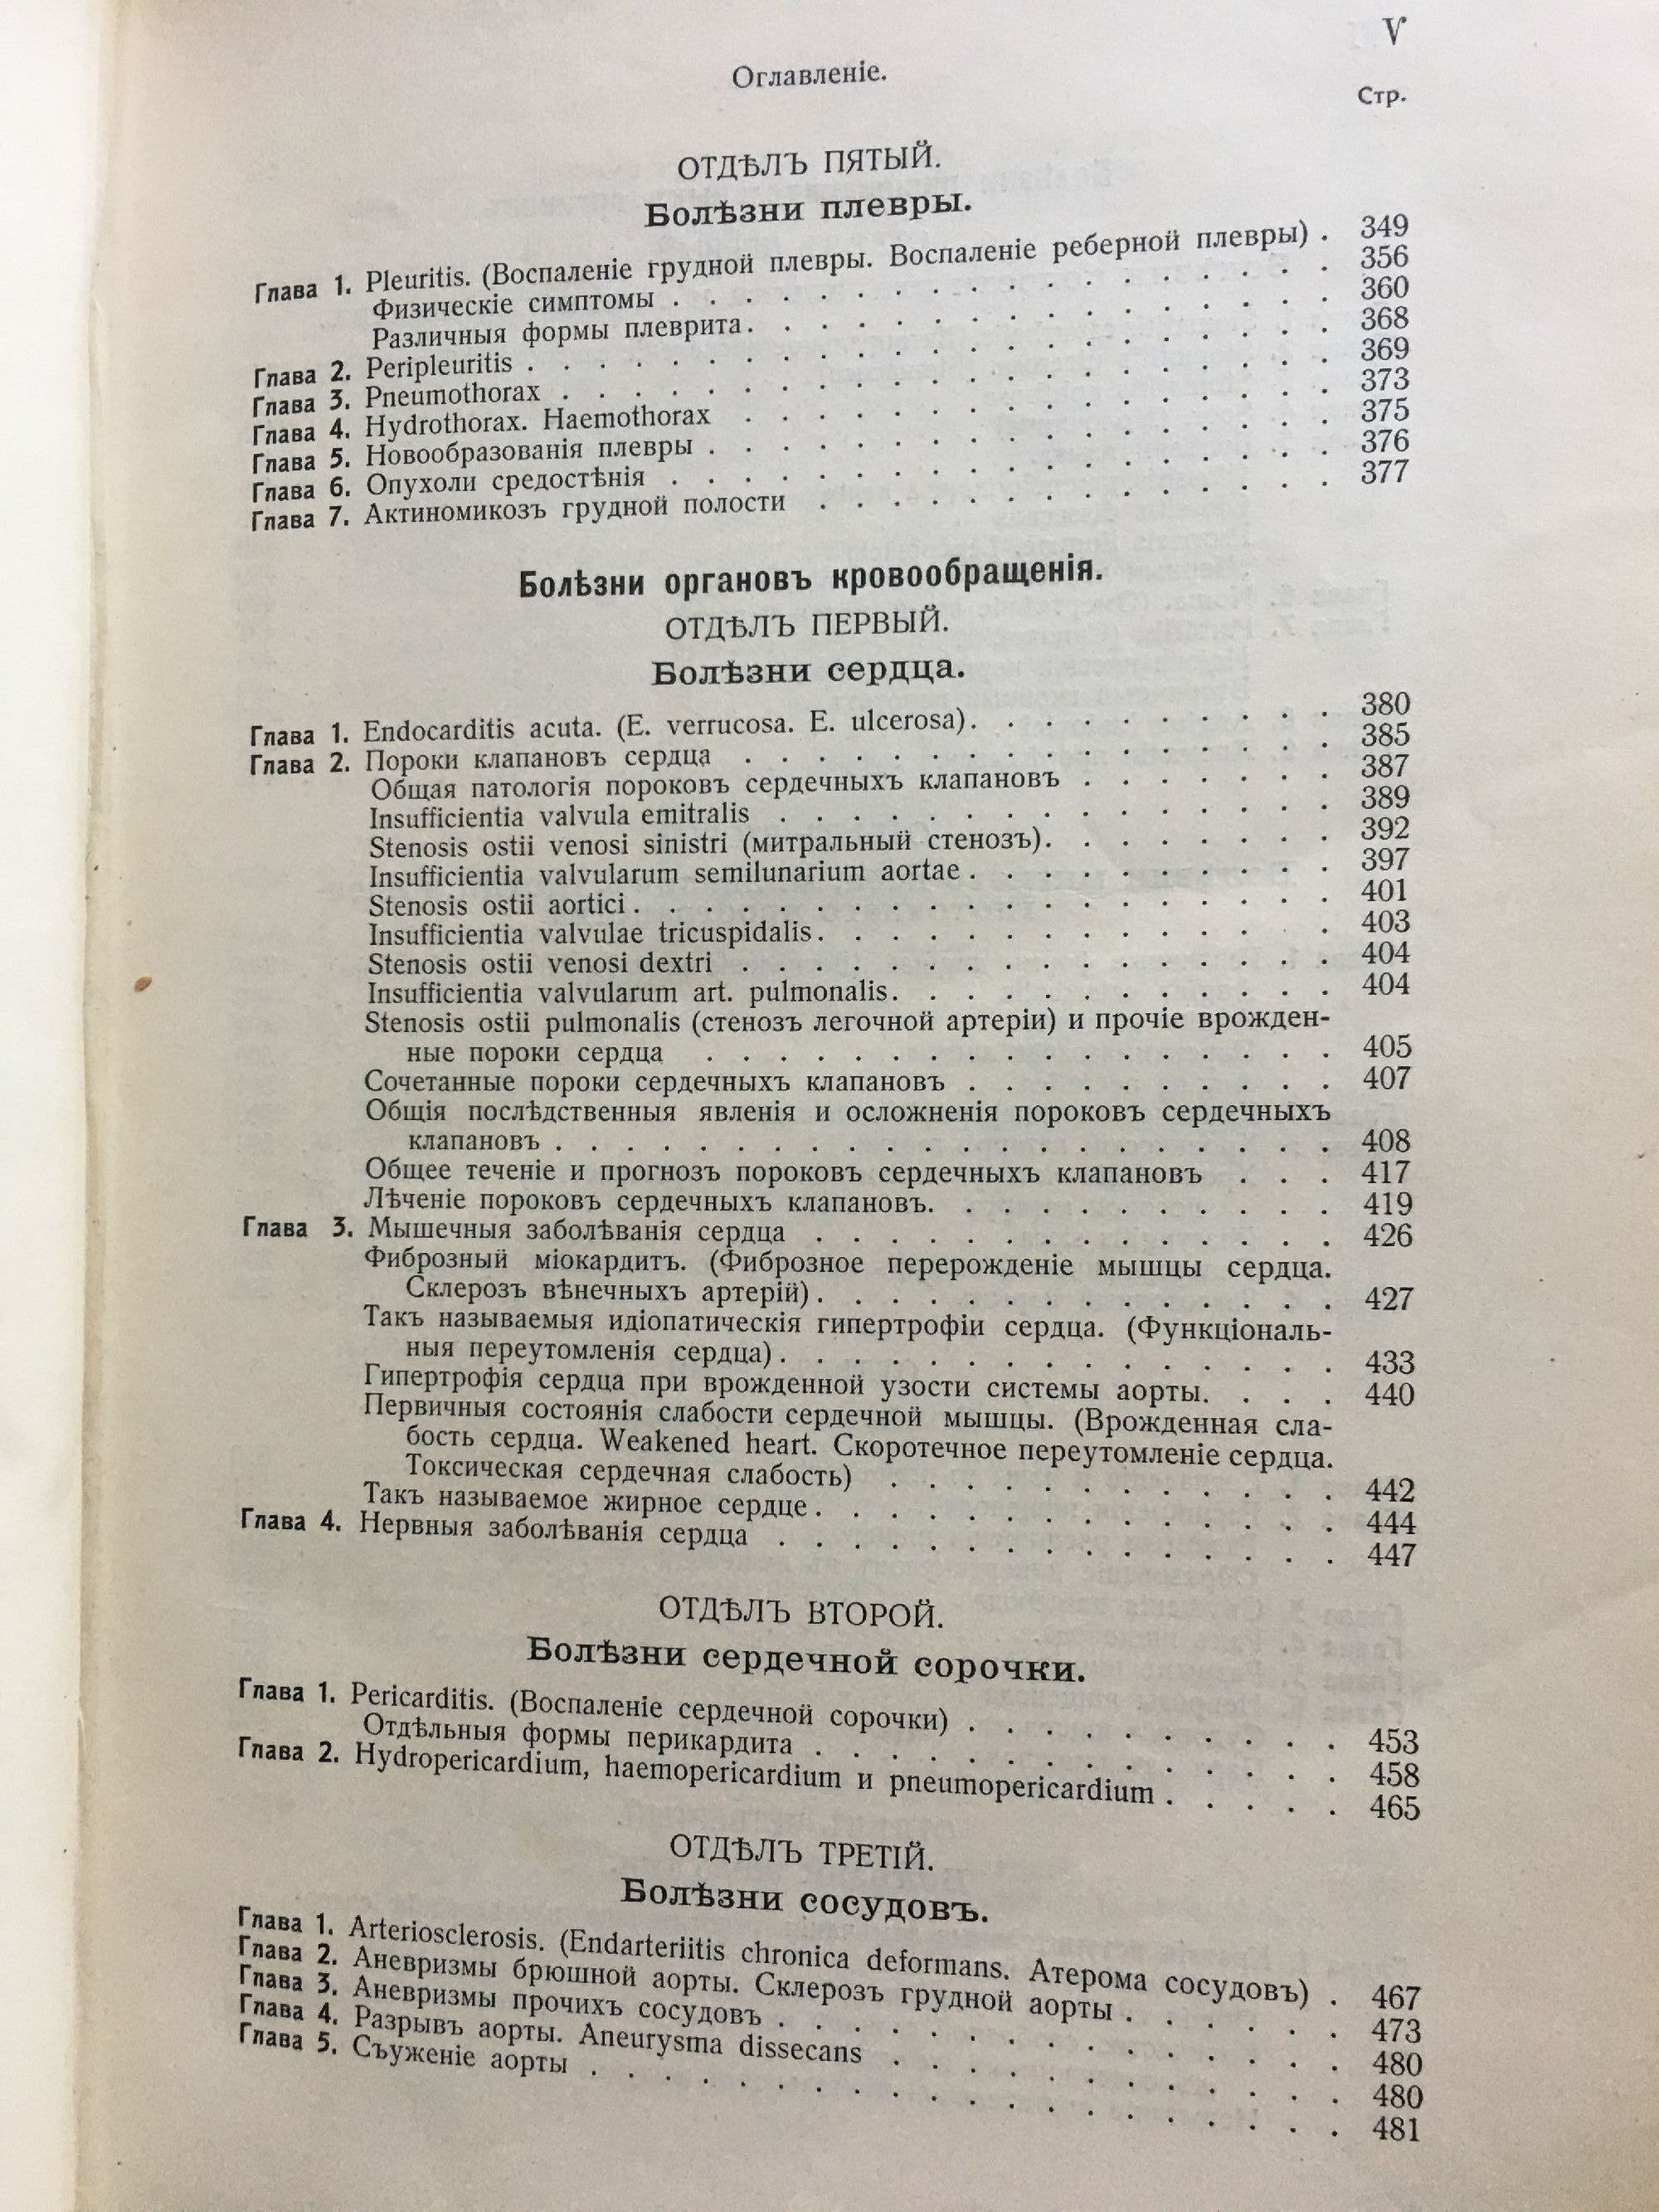 V
Оглавленіе.
Стр.
ОТДѢЛЪ ПЯТЫЙ.
Болѣзни плевры.
Глава 1. Pleuritis. (Воспаленіе грудной плевры. Воспаленіе реберной плевры) . 349
Физическіе симптомы . . . . . . . . . . . . . . . . . . 356
Различныя формы плеврита. . . . . . . . . . . . . . . . 360
Глава 2. Peripleuritis . . . . . . . . . . . . . . . . . . . . . . 368
Глава 3. Pneumothorax . . . . . . . . . . . . . . . . . . . . . 369
Глава 4. Hydrothorax. Haemothorax . . . . . . . . . . . . . . . . 373
Глава 5. Новообразованія плевры . . . . . . . . . . . . . . . . . 375
Глава 6. Опухоли средостѣнія . . . . . . . . . . . . . . . . . . 376
Глава 7. Актиномикозъ грудной полости . . . . . . . . . . . . . . 377
Болѣзни органовъ кровообращенія.
ОТДѢЛЪ ПЕРВЫЙ.
Болѣзни сердца.
Глава 1. Endocarditis acuta. (E. verrucosa. E. ulcerosa). . . . . . . . . . 380
Глава 2. Пороки клапановъ сердца . . . . . . . . . . . . . . . . 385
Общая патологія пороковъ сердечныхъ клапановъ . . . . . . . 387
Insufficientia valvula emitralis . . . . . . . . . . . . . . . 389
Stenosis ostii venosi sinistri (митральный стенозъ). . . . . . . . 392
Insufficientia valvularum semilunarium aortae . . . . . . . . . . 397
Stenosis ostii aortici . . . . . . . . . . . . . . . . . . . 401
Insufficientia valvulae tricuspidalis. . . . . . . . . . . . . . 403
Stenosis ostii venosi dextri . . . . . . . . . . . . . . . . 404
Insufficientia valvularum art. pulmonalis. . . . . . . . . . . . 404
Stenosis ostii pulmonalis (стенозъ легочной артеріи) и прочіе врожден-
ные пороки сердца . . . . . . . . . . . . . . . . . 405
Сочетанные пороки сердечныхъ клапановъ . . . . . . . . . . 407
Общія послѣдственныя явленія и осложненія пороковъ сердечныхъ
клапановъ . . . . . . . . . . . . . . . . . . . . . 408
Общее теченіе и прогнозъ пороковъ сердечныхъ клапановъ . . . 417
Лѣченіе пороковъ сердечныхъ клапановъ. . . . . . . . . . . 419
Глава 3. Мышечныя заболѣванія сердца . . . . . . . . . . . . . . 426
Фиброзный міокардитъ. (Фиброзное перерожденіе мышцы сердца.
Склерозъ вѣнечныхъ артерій) . . . . . . . . . . . . . . 427
Такъ называемыя идіопатическія гипертрофіи сердца. (Функціональ-
ныя переутомленія сердца) . . . . . . . . . . . . . . . 433
Гипертрофія сердца при врожденной узости системы аорты. . . . 440
Первичныя состоянія слабости сердечной мышцы. (Врожденная сла-
бость сердца. Weakened heart. Скоротечное переутомленіе сердца.
Токсическая сердечная слабость) . . . . . . . . . . . . 442
Такъ называемое жирное сердце . . . . . . . . . . . . . . 444
Глава 4. Нервныя заболѣванія сердца . . . . . . . . . . . . . . . 447
ОТДѢЛЪ ВТОРОЙ.
Болѣзни сердечной сорочки.
Глава 1. Pericarditis. (Воспаленіе сердечной сорочки) . . . . . . . . . . 453
Отдѣльныя формы перикардита . . . . . . . . . . . . . . 458
Глава 2. Hydropericardium, haemopericardium и pneumopericardium . . . . . 465
ОТДѢЛЪ ТРЕТІЙ.
Болѣзни сосудовъ.
Глава 1. Arteriosclerosis. (Endarteriitis chronica deformans. Атерома сосудовъ) . 467
Глава 2. Аневризмы брюшной аорты. Склерозъ грудной аорты . . . . . . 473
Глава 3. Аневризмы прочихъ сосудовъ . . . . . . . . . . . . . . . 480
Глава 4. Разрывъ аорты. Aneurysma dissecans . . . . . . . . . . . . 480
Глава 5. Съуженіе аорты . . . . . . . . . . . . . . . . . . . . 481